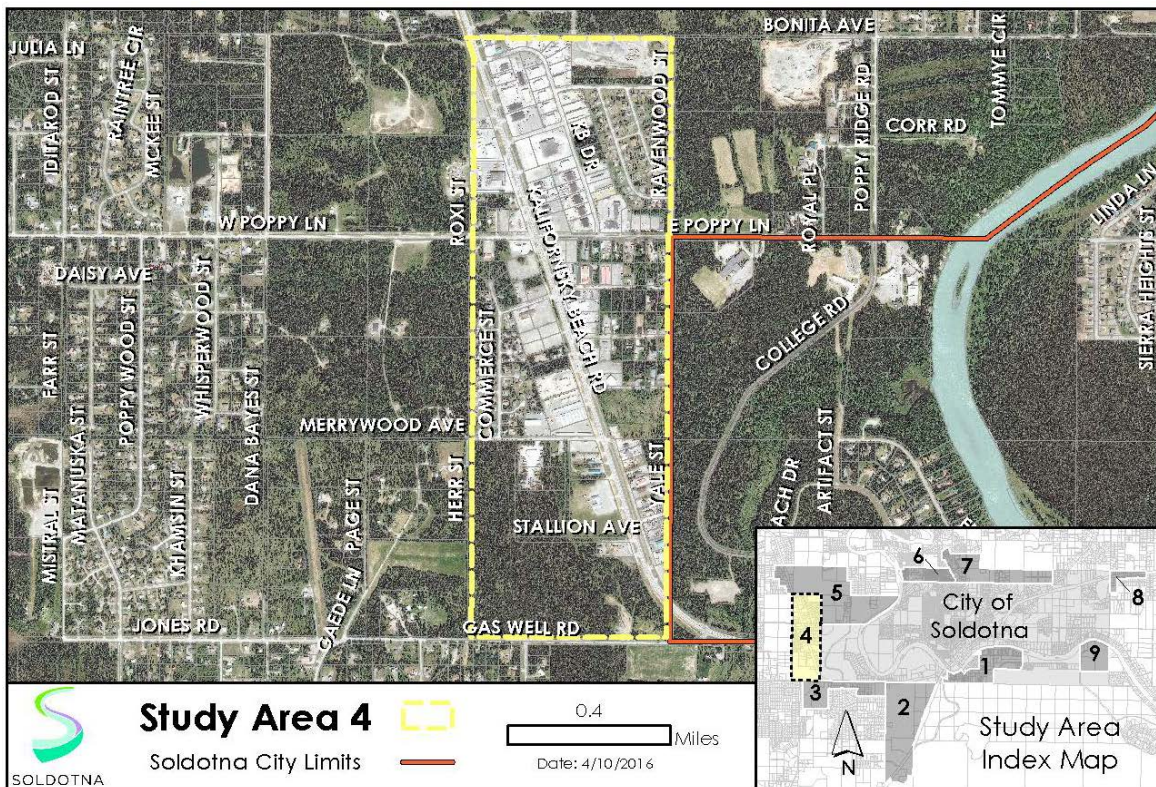 BONITA AVE
JULIA LN
IDITAROD ST
RAINTREE CIR
MCKEE ST
ROXI ST
KB DR
RAVENWOOD ST
ROYAL PL
POPPY RIDGE RD
CORR RD
TOMMYE CIR
LINDA LN
SIERRA HEIGHTS ST
W POPPY LN
E POPPY LN
DAISY AVE
FARR ST
POPPY WOOD ST
WHISPERWOOD ST
DANA BAYES ST
COMMERCE ST
KALIFORNSKY BEACH RD
COLLEGE RD
MERRYWOOD AVE
MISTRAL ST
MATANUSKA ST
KHAMSIN ST
PAGE ST
HERR ST
STALLION AVE
YALE ST
ACH DR
ARTIFACT ST
JONES RD
GAEDE LN
GAS WELL RD
SOLDOTNA
Study Area 4
Soldotna City Limits
0.4
Miles
Date: 4/10/2016
6
7
5
8
City of
Soldotna
4
1
9
3
2
N
Study Area
Index Map